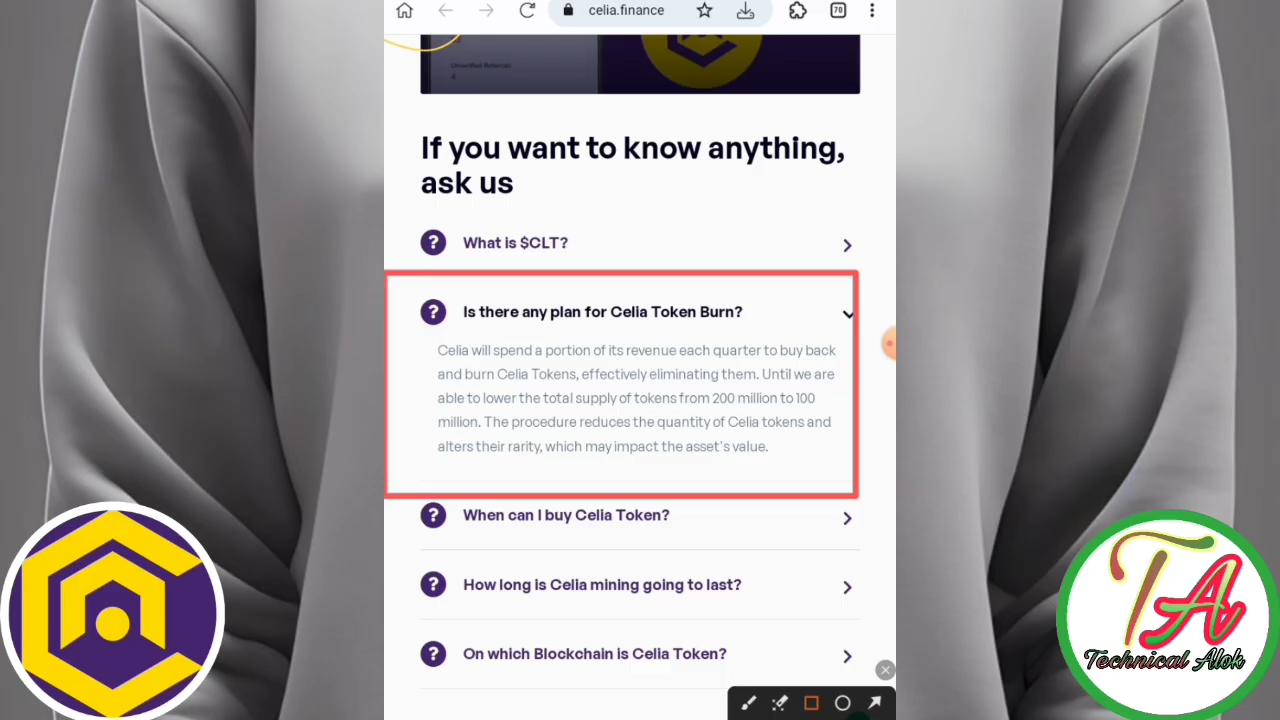 celia.finance
70
Unverified Referrals:
4
If you want to know anything,
ask us
? What is $CLT?
? Is there any plan for Celia Token Burn?
Celia will spend a portion of its revenue each quarter to buy back
and burn Celia Tokens, effectively eliminating them. Until we are
able to lower the total supply of tokens from 200 million to 100
million. The procedure reduces the quantity of Celia tokens and
alters their rarity, which may impact the asset's value.
? When can I buy Celia Token?
? How long is Celia mining going to last?
? On which Blockchain is Celia Token?
TA
Technical Alok